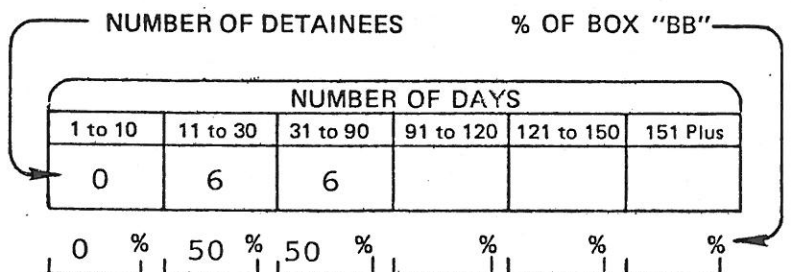 NUMBER OF DETAINEES % OF BOX "BB"
NUMBER OF DAYS
1 to 10 11 to 30 31 to 90 91 to 120 121 to 150 151 Plus
0 6 6
0 % 50 % 50 % % % %